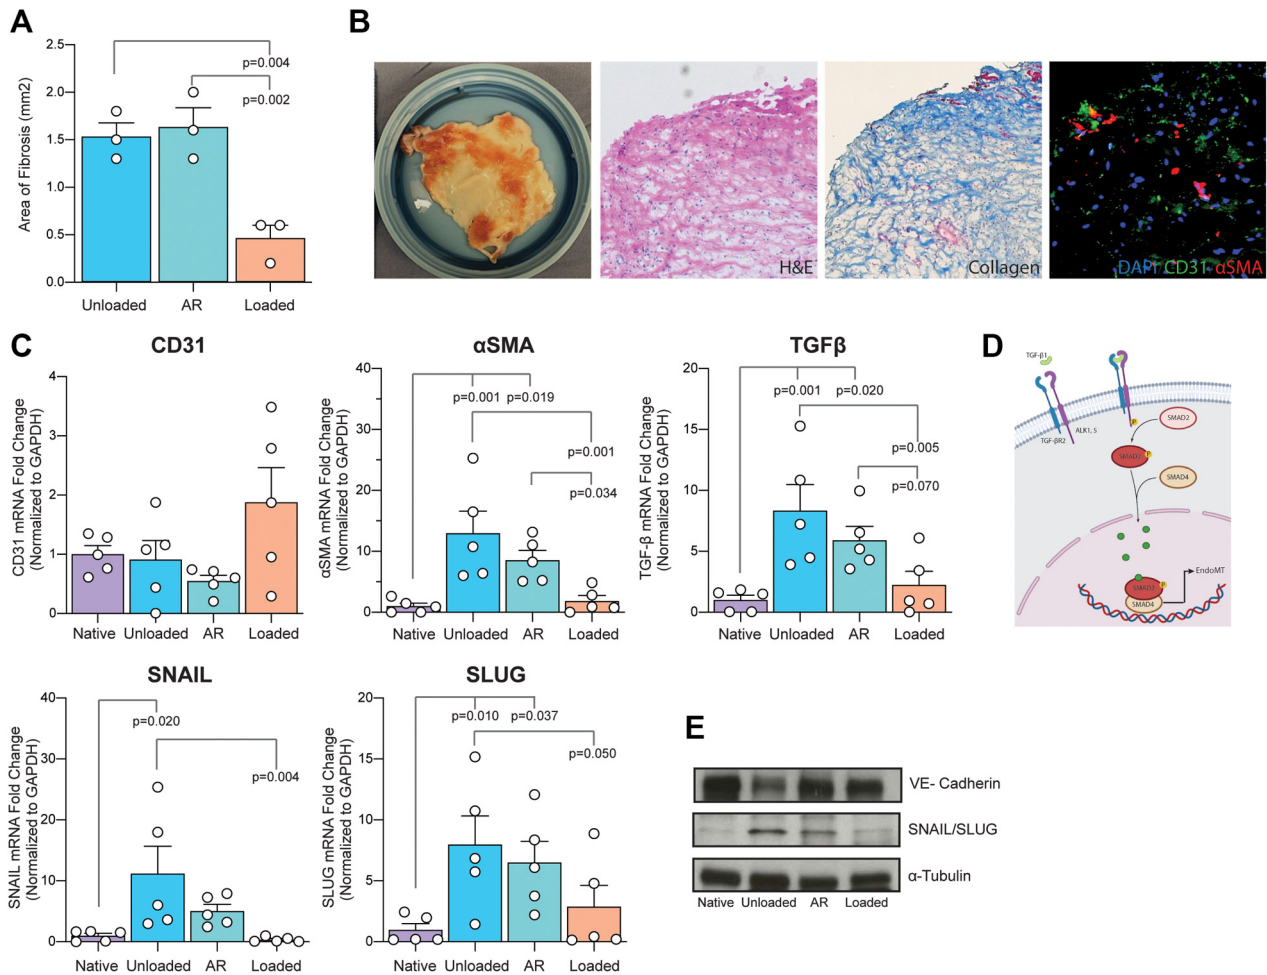 A
Area of Fibrosis (mm2)
2.5
2.0
1.5
1.0
0.5
0.0
p=0.004
p=0.002
Unloaded AR Loaded
B
H&E
Collagen
DAPI CD31 αSMA
C
CD31
CD31 mRNA Fold Change
(Normalized to GAPDH)
4
3
2
1
0
Native Unloaded AR Loaded
αSMA
αSMA mRNA Fold Change
(Normalized to GAPDH)
40
30
20
10
0
p=0.001 p=0.019
p=0.001
p=0.034
Native Unloaded AR Loaded
TGFβ
TGF-β mRNA Fold Change
(Normalized to GAPDH)
20
15
10
5
0
p=0.001 p=0.020
p=0.005
p=0.070
Native Unloaded AR Loaded
D
TGF-β1
ALK1, 5
TGF-βR2
P
SMAD2
SMAD2
P
SMAD4
EndoMT
SMAD2
P
SMAD4
SNAIL
SNAIL mRNA Fold Change
(Normalized to GAPDH)
40
30
20
10
0
p=0.020
p=0.004
Native Unloaded AR Loaded
SLUG
SLUG mRNA Fold Change
(Normalized to GAPDH)
20
15
10
5
0
p=0.010 p=0.037
p=0.050
Native Unloaded AR Loaded
E
VE- Cadherin
SNAIL/SLUG
α-Tubulin
Native Unloaded AR Loaded